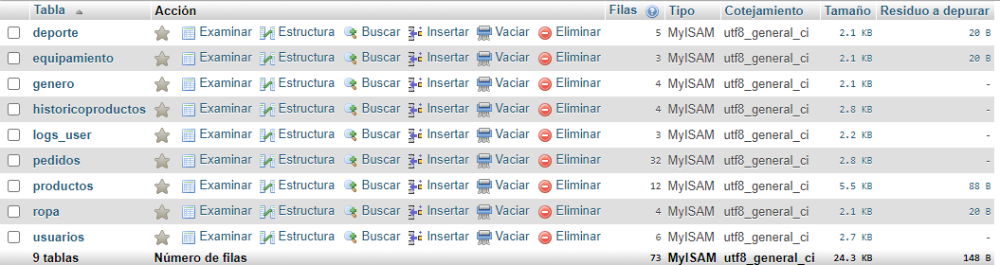 Tabla Acción Filas Tipo Cotejamiento Tamaño Residuo a depurar
deporte Examinar Estructura Buscar Insertar Vaciar Eliminar 5 MyISAM utf8_general_ci 2.1 KB 20 B
equipamiento Examinar Estructura Buscar Insertar Vaciar Eliminar 3 MyISAM utf8_general_ci 2.1 KB 20 B
genero Examinar Estructura Buscar Insertar Vaciar Eliminar 4 MyISAM utf8_general_ci 2.1 KB -
historicoproductos Examinar Estructura Buscar Insertar Vaciar Eliminar 4 MyISAM utf8_general_ci 2.8 KB -
logs_user Examinar Estructura Buscar Insertar Vaciar Eliminar 3 MyISAM utf8_general_ci 2.2 KB -
pedidos Examinar Estructura Buscar Insertar Vaciar Eliminar 32 MyISAM utf8_general_ci 2.8 KB -
productos Examinar Estructura Buscar Insertar Vaciar Eliminar 12 MyISAM utf8_general_ci 5.5 KB 88 B
ropa Examinar Estructura Buscar Insertar Vaciar Eliminar 4 MyISAM utf8_general_ci 2.1 KB 20 B
usuarios Examinar Estructura Buscar Insertar Vaciar Eliminar 6 MyISAM utf8_general_ci 2.7 KB -
9 tablas Número de filas 73 MyISAM utf8_general_ci 24.3 KB 148 B